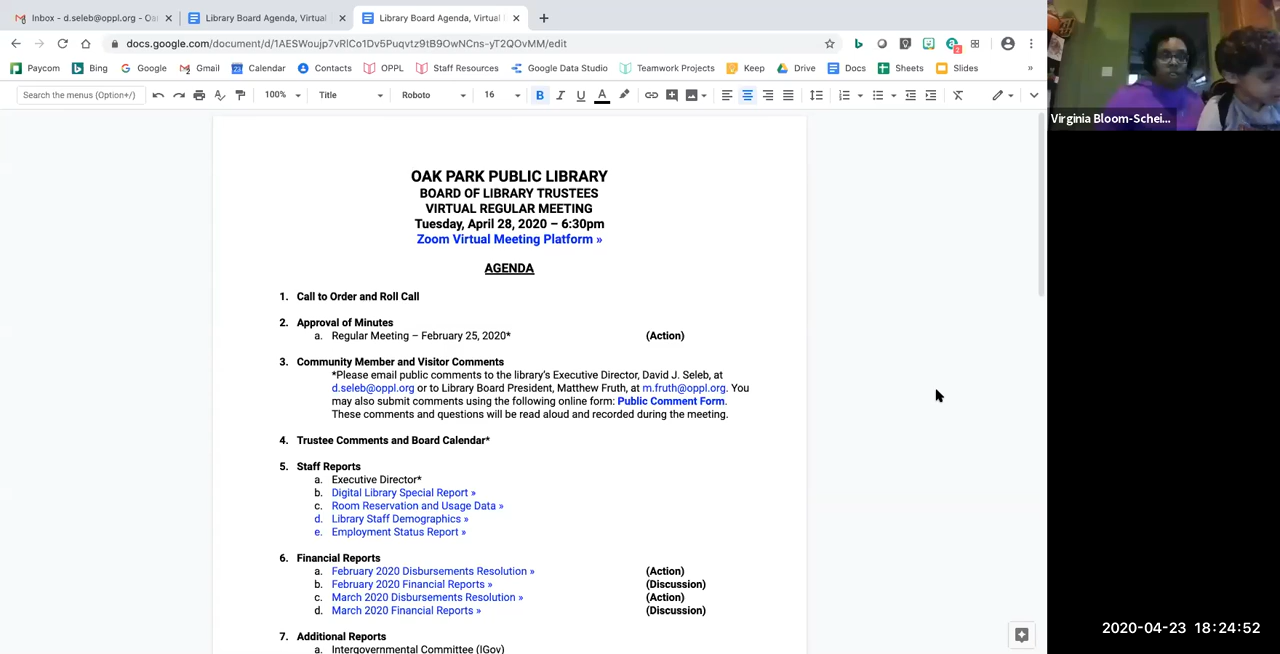 Inbox - d.seleb@oppl.org - Oa
Library Board Agenda, Virtual
Library Board Agenda, Virtual
docs.google.com/document/d/1AESWoujp7vRlCo1Dv5Puqvtz9tB9OwNCns-yT2QOvMM/edit
Paycom
Bing
Google
Gmail
Calendar
Contacts
OPPL
Staff Resources
Google Data Studio
Teamwork Projects
Keep
Drive
Docs
Sheets
Slides
Search the menus (Option+/)
100%
Title
Roboto
16
OAK PARK PUBLIC LIBRARY
BOARD OF LIBRARY TRUSTEES
VIRTUAL REGULAR MEETING
Tuesday, April 28, 2020 – 6:30pm
Zoom Virtual Meeting Platform »
AGENDA
1. Call to Order and Roll Call
2. Approval of Minutes
a. Regular Meeting – February 25, 2020* (Action)
3. Community Member and Visitor Comments
*Please email public comments to the library's Executive Director, David J. Seleb, at
d.seleb@oppl.org or to Library Board President, Matthew Fruth, at m.fruth@oppl.org. You
may also submit comments using the following online form: Public Comment Form.
These comments and questions will be read aloud and recorded during the meeting.
4. Trustee Comments and Board Calendar*
5. Staff Reports
a. Executive Director*
b. Digital Library Special Report »
c. Room Reservation and Usage Data »
d. Library Staff Demographics »
e. Employment Status Report »
6. Financial Reports
a. February 2020 Disbursements Resolution » (Action)
b. February 2020 Financial Reports » (Discussion)
c. March 2020 Disbursements Resolution » (Action)
d. March 2020 Financial Reports » (Discussion)
7. Additional Reports
a. Intergovernmental Committee (IGov)
Virginia Bloom-Schei...
2020-04-23 18:24:52